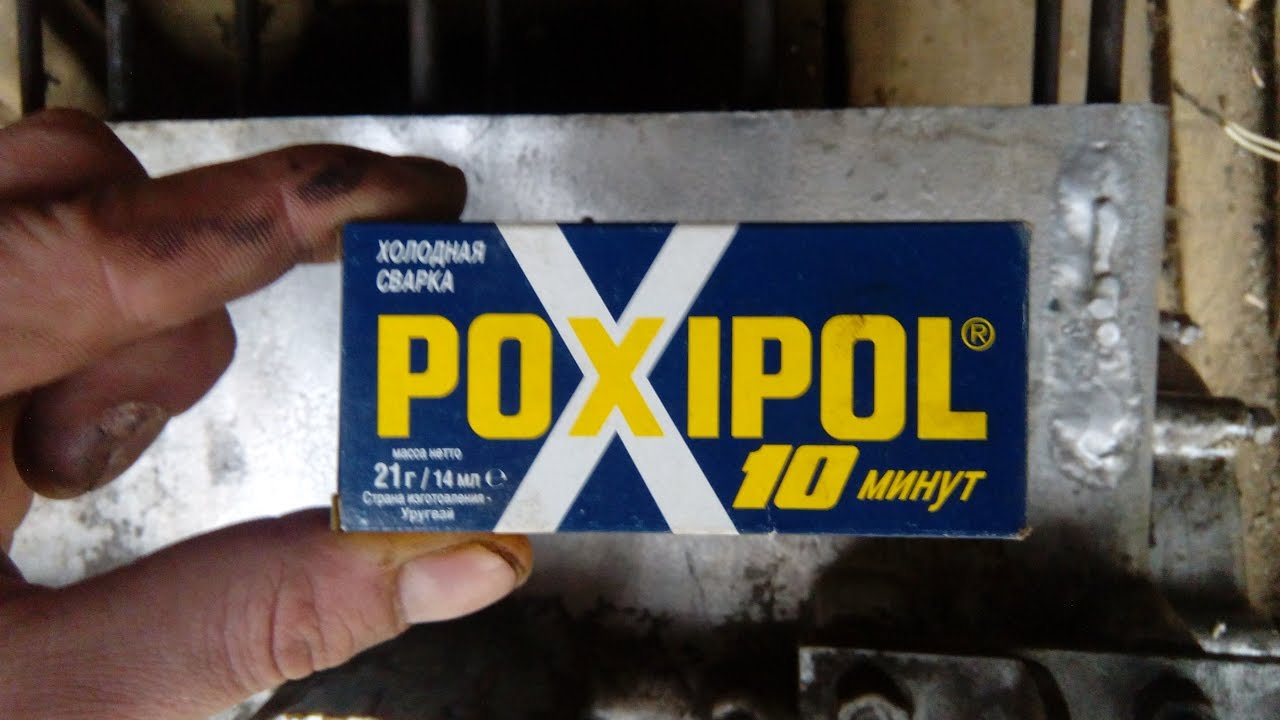 ХОЛОДНАЯ
СВАРКА
POXIPOL®
10 МИНУТ
масса нетто
21 г / 14 мл ℮
Страна изготовления -
Уругвай